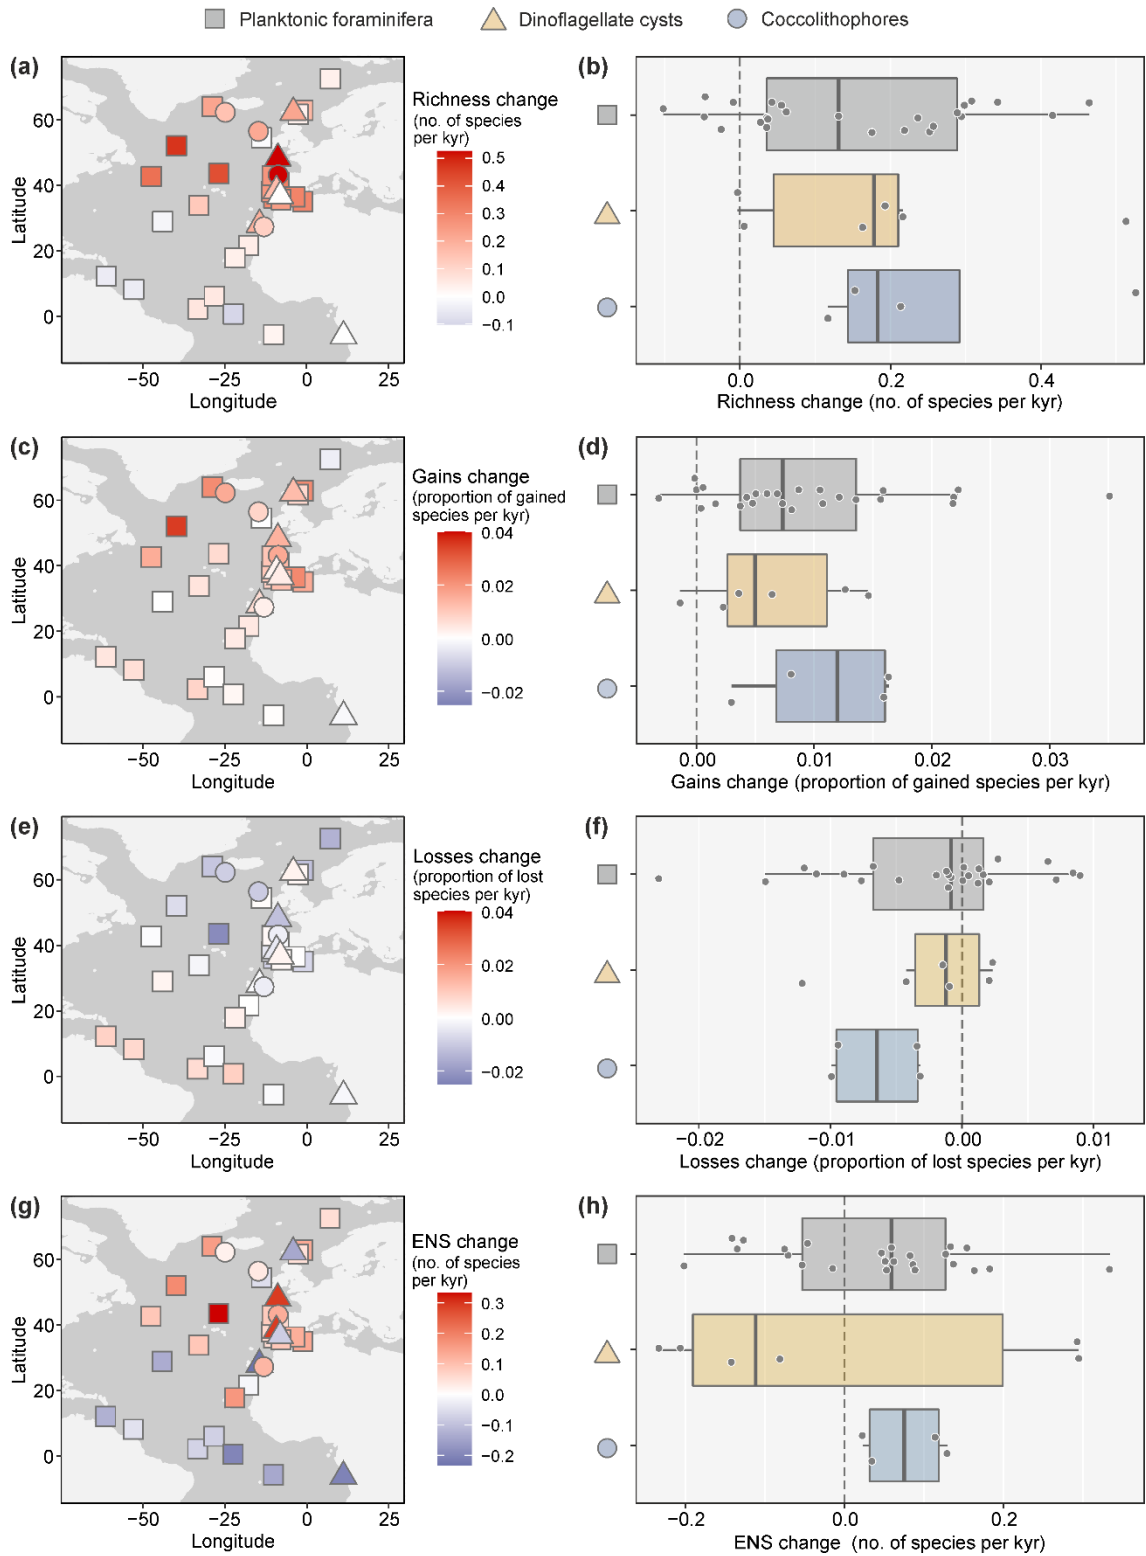 Planktonic foraminifera
Dinoflagellate cysts
Coccolithophores
(a)
60
40
20
0
Latitude
−50
−25
0
25
Longitude
Richness change
(no. of species
per kyr)
0.5
0.4
0.3
0.2
0.1
0.0
−0.1
(b)
0.0
0.2
0.4
Richness change (no. of species per kyr)
(c)
60
40
20
0
Latitude
−50
−25
0
25
Longitude
Gains change
(proportion of gained
species per kyr)
0.04
0.02
0.00
−0.02
(d)
0.00
0.01
0.02
0.03
Gains change (proportion of gained species per kyr)
(e)
60
40
20
0
Latitude
−50
−25
0
25
Longitude
Losses change
(proportion of lost
species per kyr)
0.04
0.02
0.00
−0.02
(f)
−0.02
−0.01
0.00
0.01
Losses change (proportion of lost species per kyr)
(g)
60
40
20
0
Latitude
−50
−25
0
25
Longitude
ENS change
(no. of species
per kyr)
0.3
0.2
0.1
0.0
−0.1
−0.2
(h)
−0.2
0.0
0.2
ENS change (no. of species per kyr)